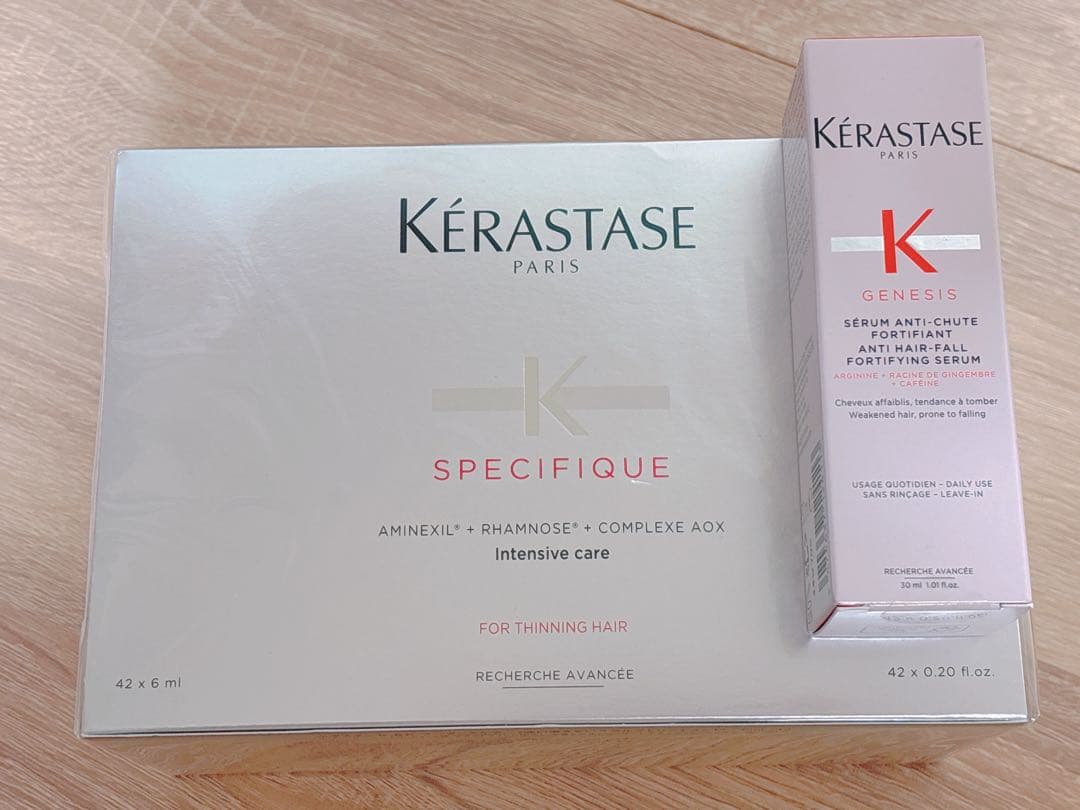 KÉRASTASE
PARIS
K
SPECIFIQUE
AMINEXIL® + RHAMNOSE® + COMPLEXE AOX
Intensive care
FOR THINNING HAIR
RECHERCHE AVANCÉE
42 x 6 ml
42 x 0.20 fl.oz.
KÉRASTASE
PARIS
K
GENESIS
SÉRUM ANTI-CHUTE
FORTIFIANT
ANTI HAIR-FALL
FORTIFYING SERUM
ARGININE + RACINE DE GINGEMBRE
+ CAFÉINE
Cheveux affaiblis, tendance à tomber
Weakened hair, prone to falling
USAGE QUOTIDIEN – DAILY USE
SANS RINÇAGE – LEAVE-IN
RECHERCHE AVANCÉE
30 ml 1.01 fl.oz.